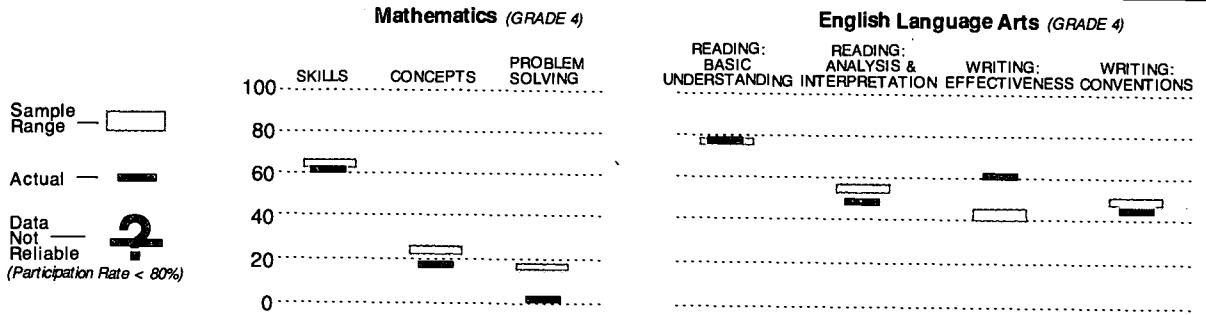 Mathematics (GRADE 4)
English Language Arts (GRADE 4)
SKILLS
CONCEPTS
PROBLEM
SOLVING
READING:
BASIC
UNDERSTANDING
READING:
ANALYSIS &
INTERPRETATION
WRITING:
EFFECTIVENESS
WRITING:
CONVENTIONS
100
80
60
40
20
0
Sample
Range
Actual
Data
Not
Reliable
?
(Participation Rate < 80%)